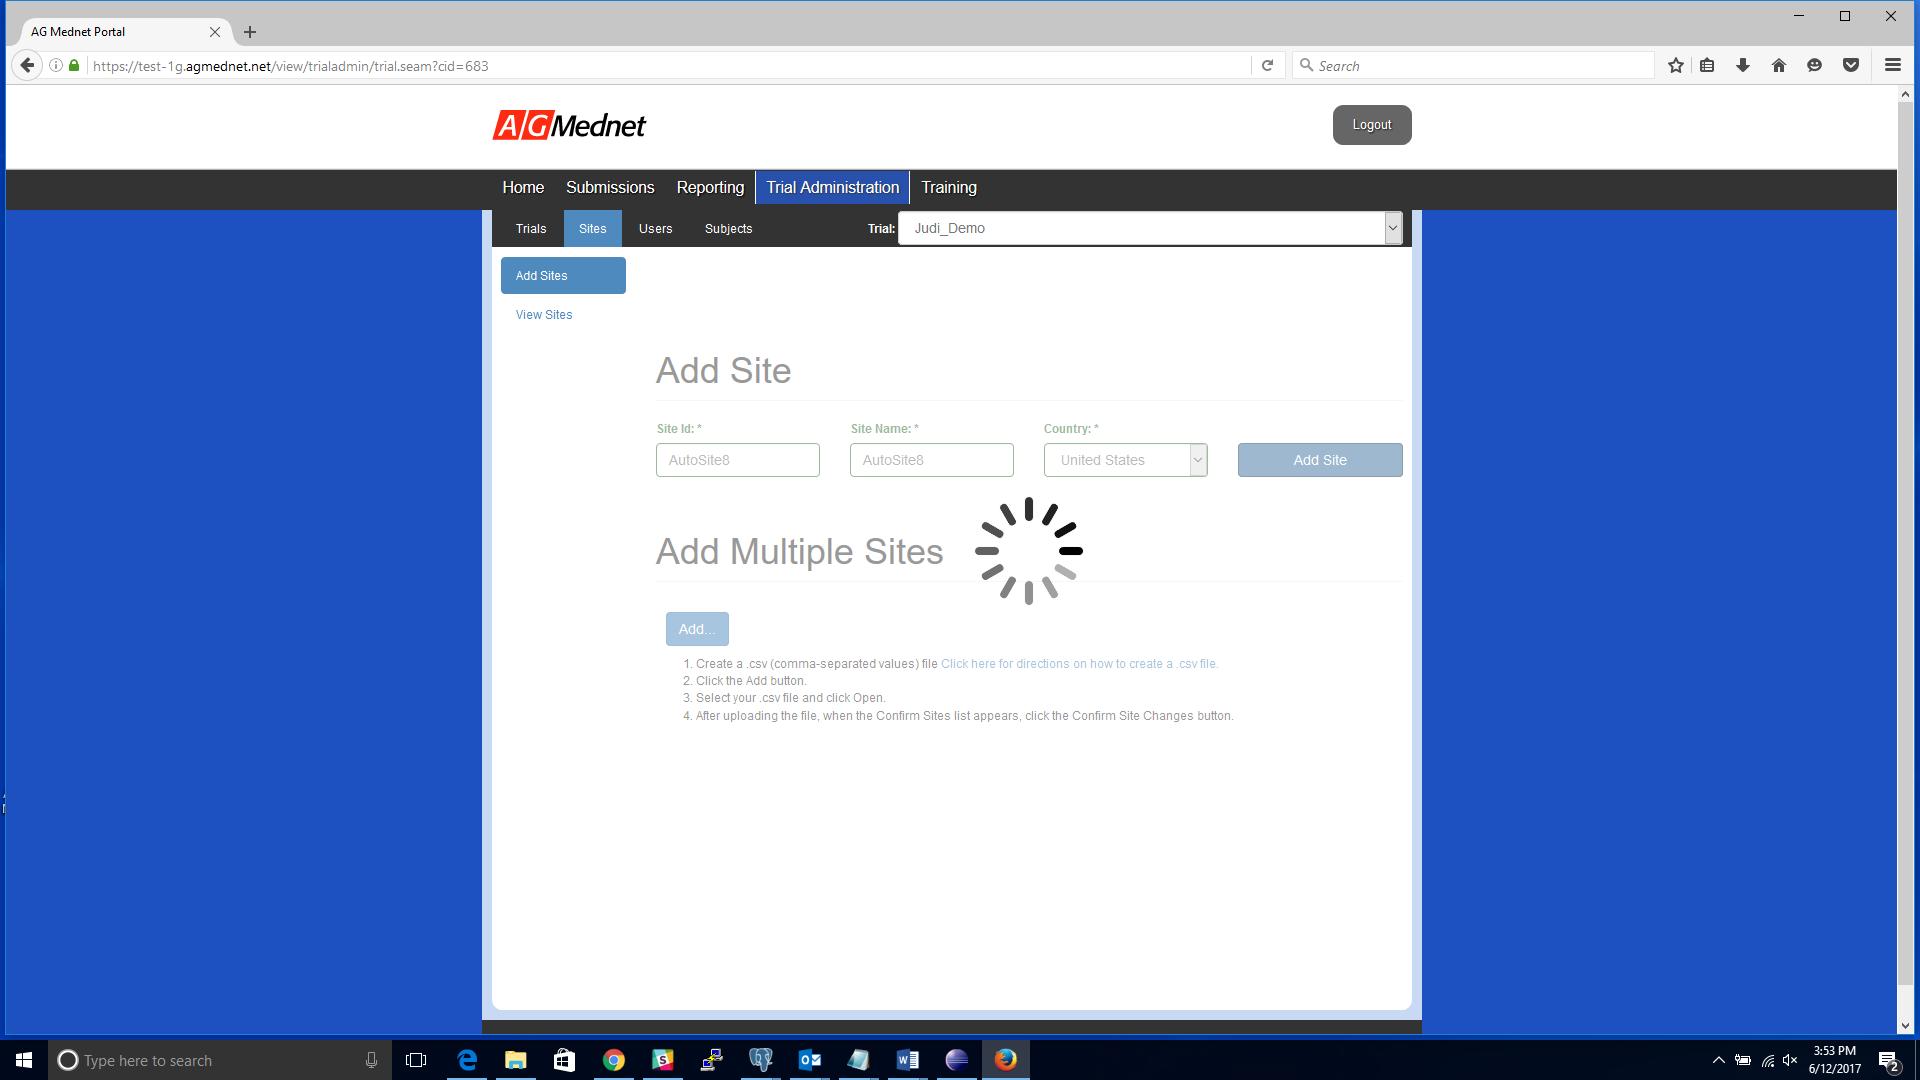 AG Mednet Portal
https://test-1g.agmednet.net/view/trialadmin/trial.seam?cid=683
Search
AG Mednet
Logout
Home Submissions Reporting Trial Administration Training
Trials Sites Users Subjects Trial: Judi_Demo
Add Sites
View Sites
Add Site
Site Id: * Site Name: * Country: *
AutoSite8 AutoSite8 United States Add Site
Add Multiple Sites
Add...
1. Create a .csv (comma-separated values) file Click here for directions on how to create a .csv file.
2. Click the Add button.
3. Select your .csv file and click Open.
4. After uploading the file, when the Confirm Sites list appears, click the Confirm Site Changes button.
Type here to search
3:53 PM
6/12/2017
2